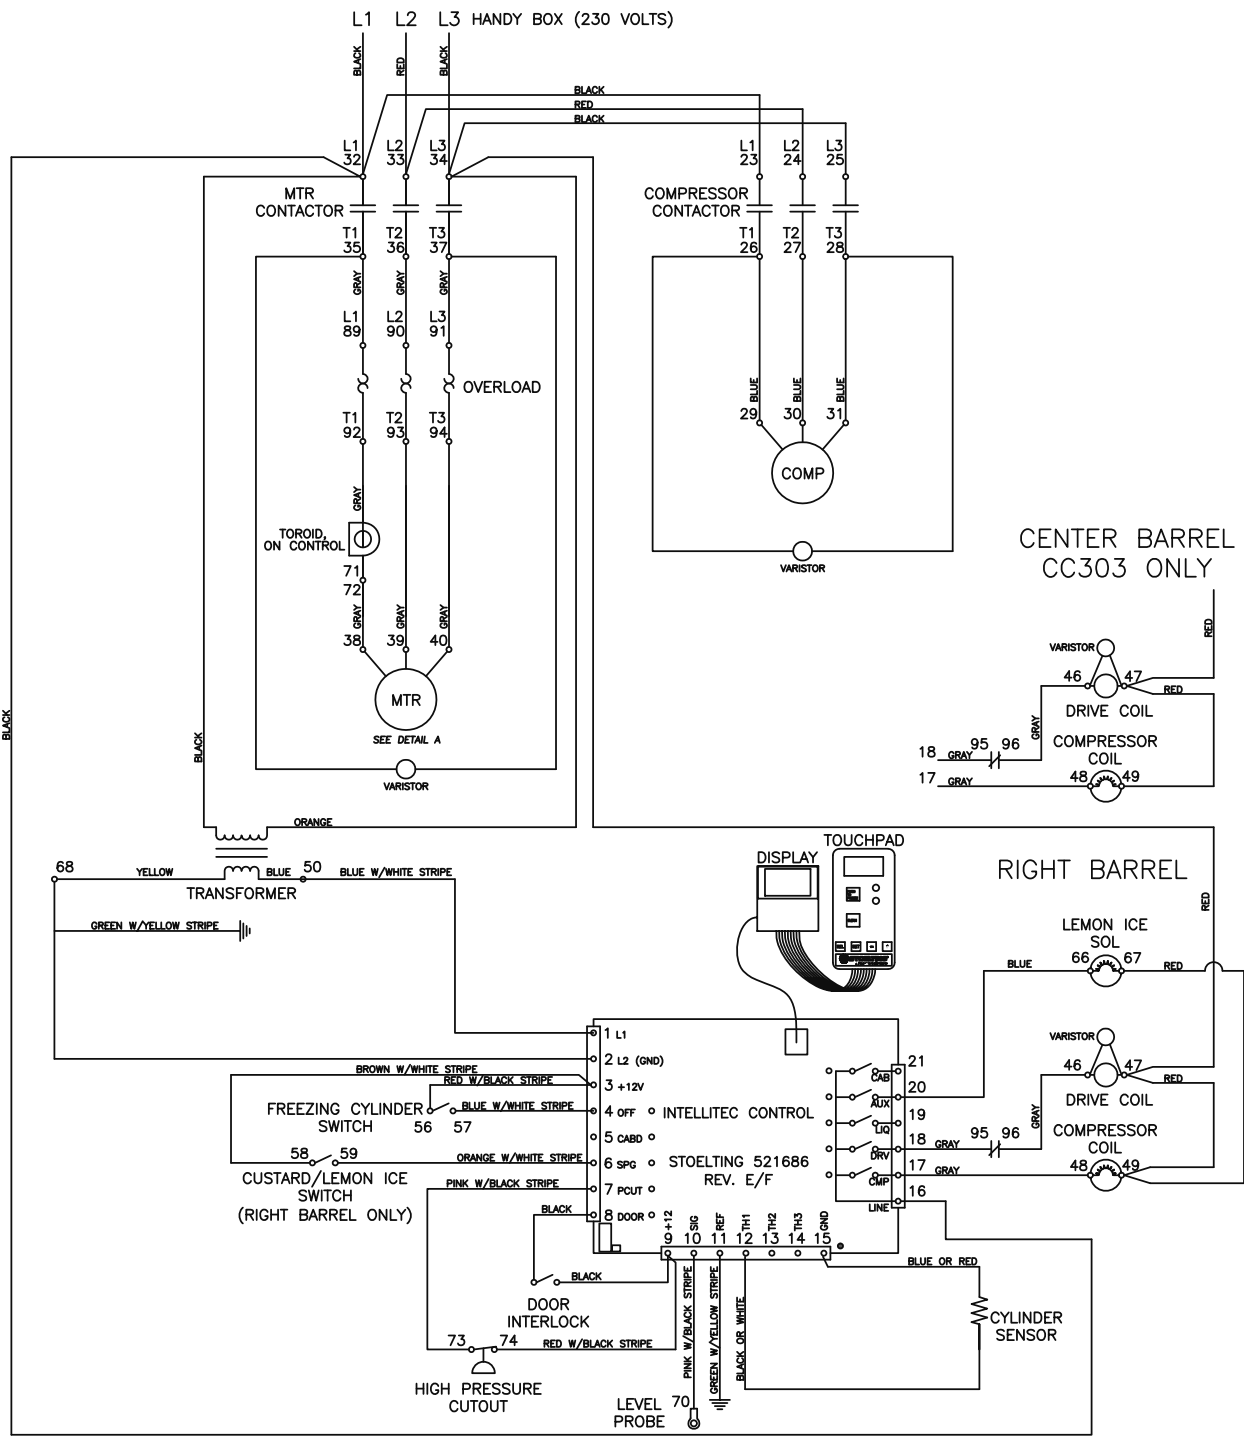 L1 L2 L3 HANDY BOX (230 VOLTS)
BLACK
RED
BLACK
BLACK
RED
BLACK
L1 L2 L3
32 33 34
L1 L2 L3
23 24 25
MTR
CONTACTOR
COMPRESSOR
CONTACTOR
T1 T2 T3
35 36 37
T1 T2 T3
26 27 28
GRAY
GRAY
GRAY
L1 L2 L3
89 90 91
OVERLOAD
BLUE
BLUE
BLUE
T1 T2 T3
92 93 94
29 30 31
COMP
GRAY
TOROID,
ON CONTROL
71
72
VARISTOR
GRAY
GRAY
GRAY
38 39 40
MTR
SEE DETAIL A
VARISTOR
BLACK
BLACK
CENTER BARREL
CC303 ONLY
RED
VARISTOR
46 47
RED
DRIVE COIL
GRAY
COMPRESSOR
COIL
18 GRAY 95 96
17 GRAY
48 49
ORANGE
68 YELLOW
BLUE 50 BLUE W/WHITE STRIPE
TRANSFORMER
GREEN W/YELLOW STRIPE
DISPLAY
TOUCHPAD
RIGHT BARREL
RED
LEMON ICE
SOL
66 67
BLUE
RED
VARISTOR
46 47
RED
DRIVE COIL
GRAY
COMPRESSOR
COIL
95 96
48 49
1 L1
2 L2 (GND)
BROWN W/WHITE STRIPE
RED W/BLACK STRIPE
3 +12V
FREEZING CYLINDER
SWITCH
56 57
BLUE W/WHITE STRIPE
4 OFF
5 CABD
58 59
ORANGE W/WHITE STRIPE
6 SPG
CUSTARD/LEMON ICE
SWITCH
(RIGHT BARREL ONLY)
PINK W/BLACK STRIPE
7 PCUT
BLACK
8 DOOR
INTELLITEC CONTROL
STOELTING 521686
REV. E/F
21
CAB
20
AUX
19
LIQ
18 GRAY
DRV
17 GRAY
CMP
16
LINE
+12 SIG REF TH1 TH2 TH3 GND
9 10 11 12 13 14 15
BLACK
DOOR
INTERLOCK
BLUE OR RED
CYLINDER
SENSOR
73 74
RED W/BLACK STRIPE
HIGH PRESSURE
CUTOUT
PINK W/BLACK STRIPE
GREEN W/YELLOW STRIPE
BLACK OR WHITE
LEVEL
PROBE
70